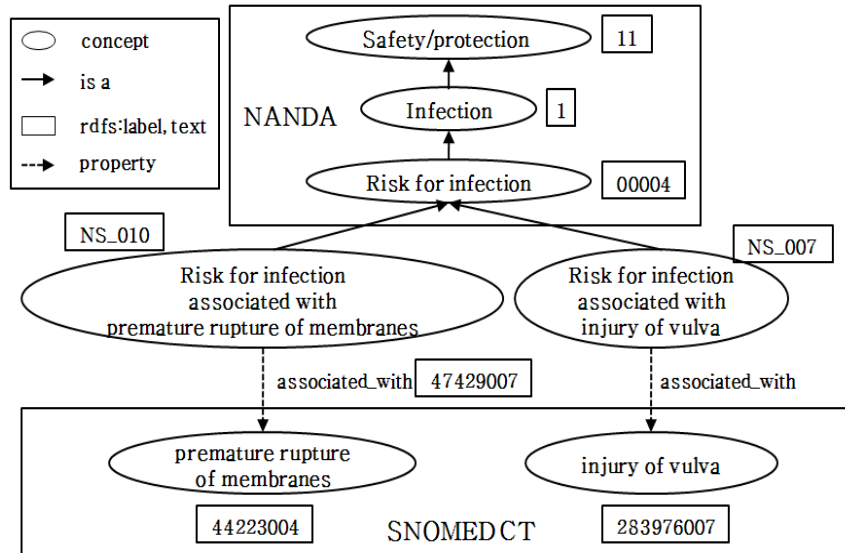 concept
is a
rdfs:label, text
property
Safety/protection
11
Infection
1
NANDA
Risk for infection
00004
NS_010
NS_007
Risk for infection
associated with
premature rupture of membranes
Risk for infection
associated with
injury of vulva
associated_with
47429007
associated_with
premature rupture
of membranes
injury of vulva
44223004
SNOMED CT
283976007